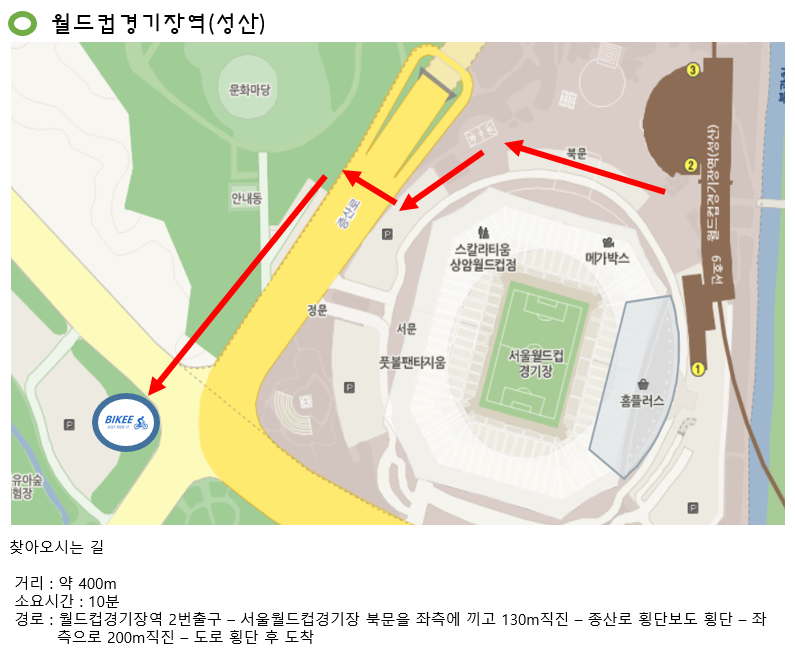 월드컵경기장역(성산)
문화마당
안내동
증산로
P
북문
3
2
월드컵경기장역(성산)
6호선
스칼리티움
상암월드컵점
메가박스
정문
서문
풋볼팬타지움
서울월드컵
경기장
홈플러스
1
P
P
BIKEE
유아숲
험장
P
찾아오시는 길
거리 : 약 400m
소요시간 : 10분
경로 : 월드컵경기장역 2번출구 – 서울월드컵경기장 북문을 좌측에 끼고 130m직진 – 종산로 횡단보도 횡단 – 좌
측으로 200m직진 – 도로 횡단 후 도착